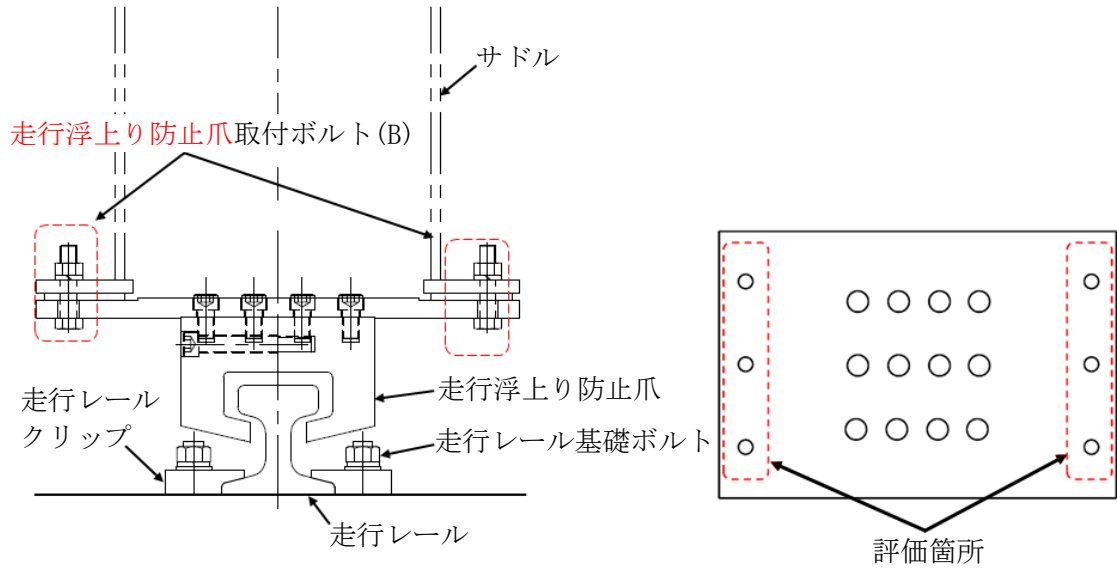 サドル
走行浮上り防止爪取付ボルト(B)
走行レール
クリップ
走行浮上り防止爪
走行レール基礎ボルト
走行レール
評価箇所